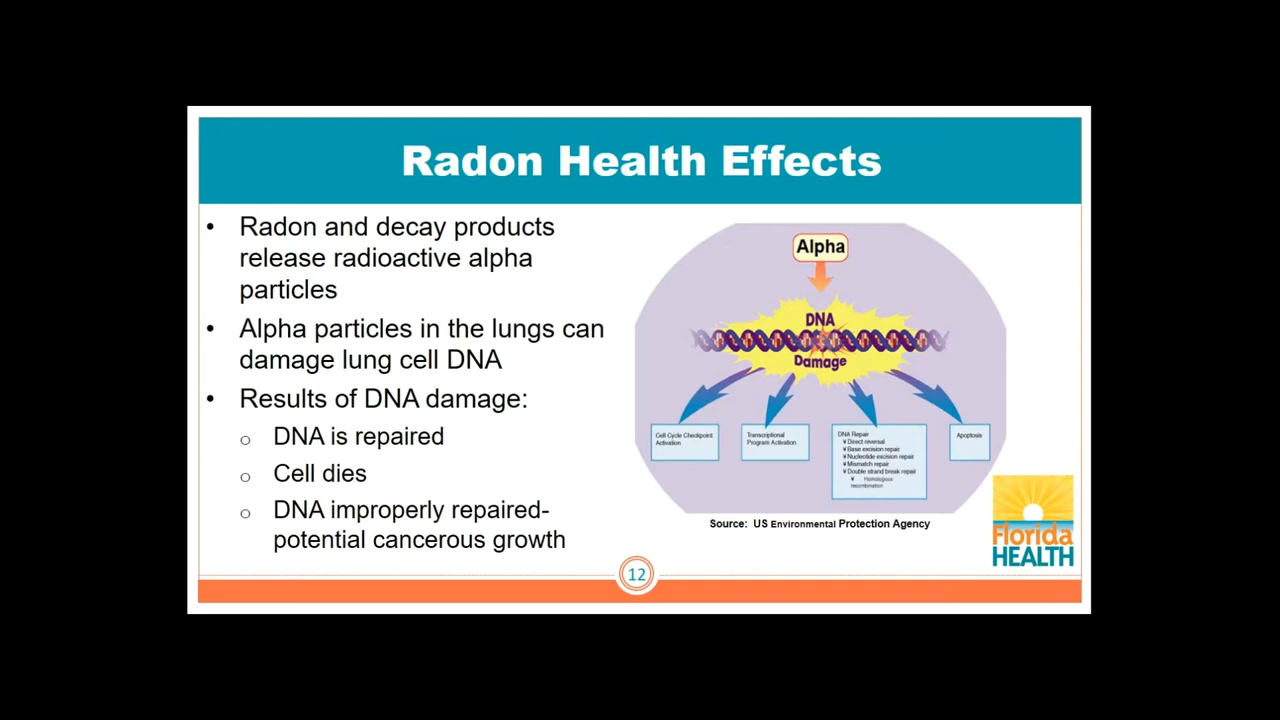 Radon Health Effects
• Radon and decay products
release radioactive alpha
particles
• Alpha particles in the lungs can
damage lung cell DNA
• Results of DNA damage:
o DNA is repaired
o Cell dies
o DNA improperly repaired-
potential cancerous growth
Alpha
DNA
Damage
Cell Cycle Checkpoint
Activation
Transcriptional
Program Activation
DNA Repair
¥ Direct reversal
¥ Base excision repair
¥ Nucleotide excision repair
¥ Mismatch repair
¥ Double strand break repair
¥ Homologous
recombination
Apoptosis
Source: US Environmental Protection Agency
Florida
HEALTH
12